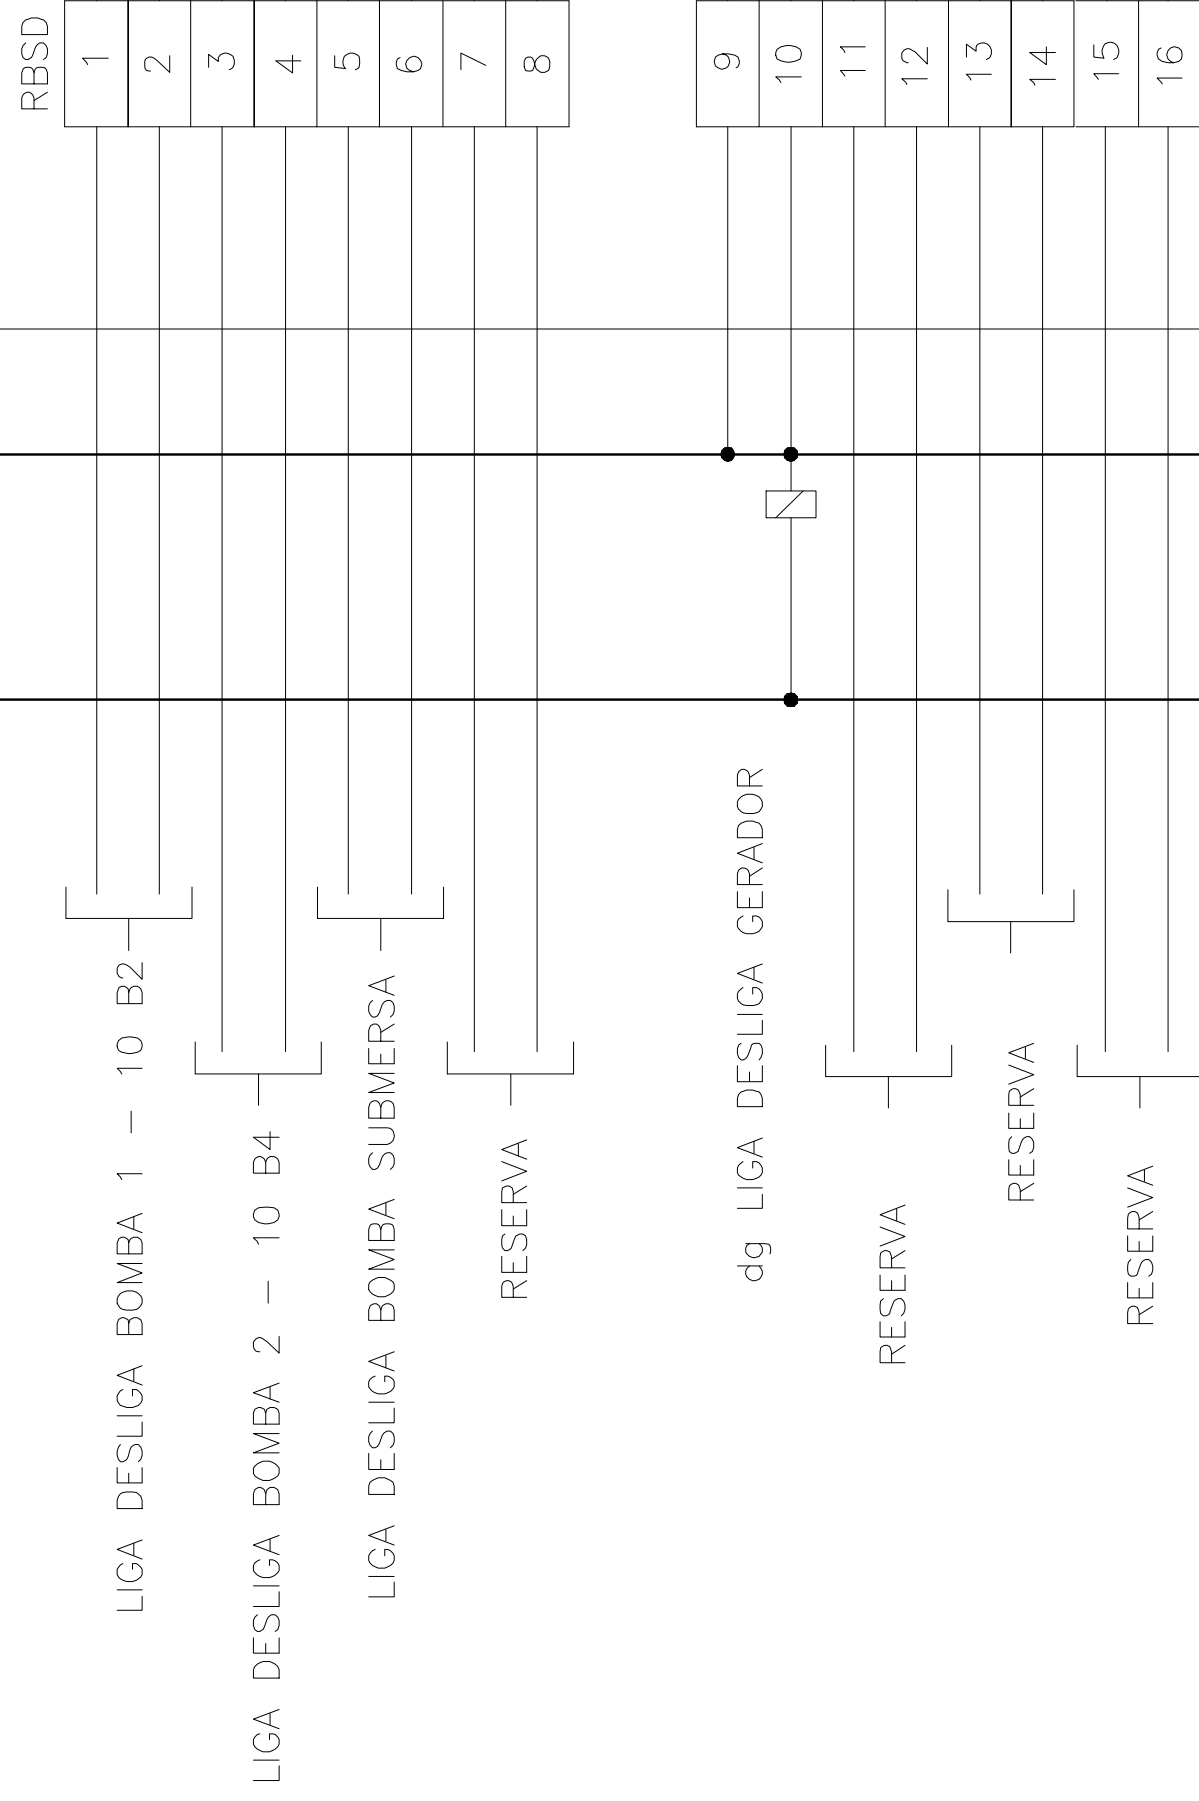 RBSD
1
2
3
4
5
6
7
8
9
10
11
12
13
14
15
16
LIGA DESLIGA BOMBA 1 - 10 B2
LIGA DESLIGA BOMBA 2 - 10 B4
LIGA DESLIGA BOMBA SUBMERSA
RESERVA
dg LIGA DESLIGA GERADOR
RESERVA
RESERVA
RESERVA